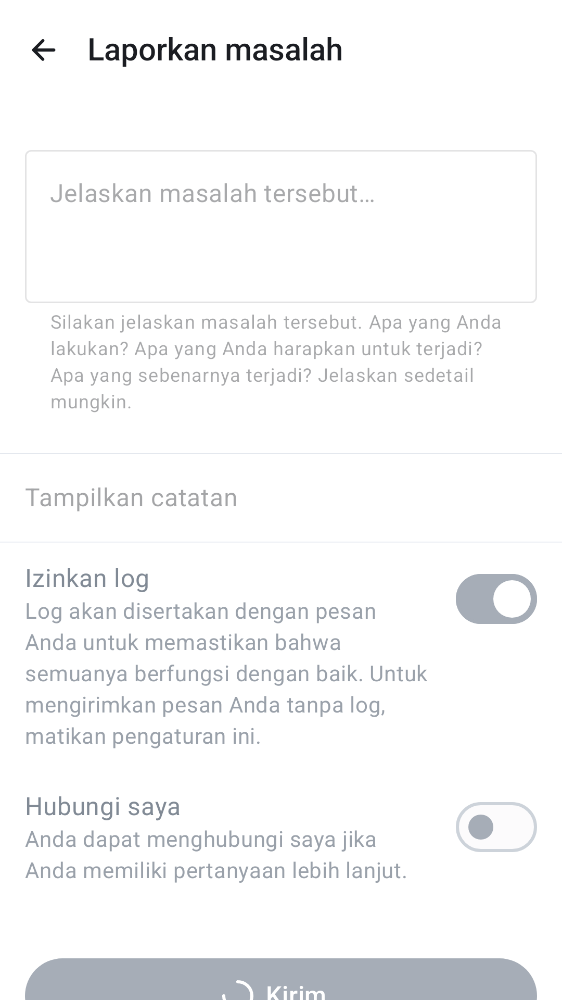 Laporkan masalah
Jelaskan masalah tersebut...
Silakan jelaskan masalah tersebut. Apa yang Anda
lakukan? Apa yang Anda harapkan untuk terjadi?
Apa yang sebenarnya terjadi? Jelaskan sedetail
mungkin.
Tampilkan catatan
Izinkan log
Log akan disertakan dengan pesan
Anda untuk memastikan bahwa
semuanya berfungsi dengan baik. Untuk
mengirimkan pesan Anda tanpa log,
matikan pengaturan ini.
Hubungi saya
Anda dapat menghubungi saya jika
Anda memiliki pertanyaan lebih lanjut.
Kirim